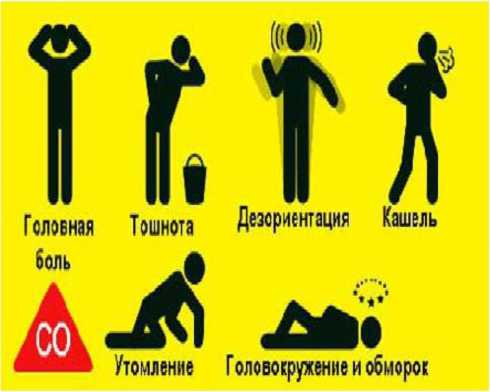 Головная
боль
Тошнота
Дезориентация
Кашель
CO
Утомление
Головокружение и обморок